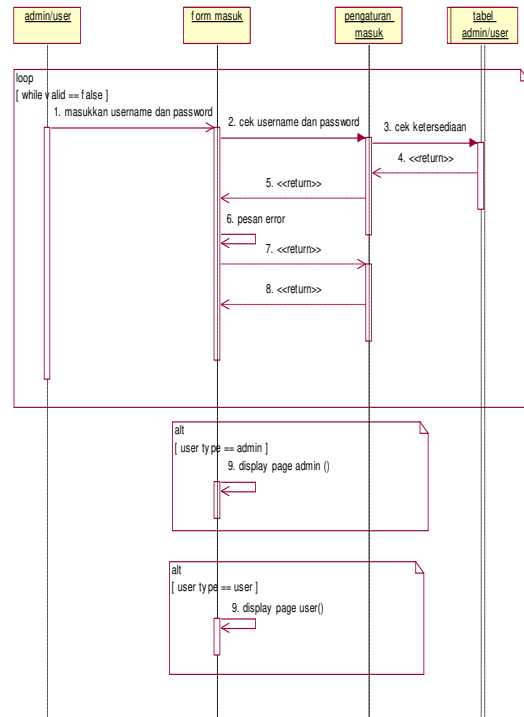 admin/user
form masuk
pengaturan
masuk
tabel
admin/user
loop
[ while valid == false ]
1. masukkan username dan password
2. cek username dan password
3. cek ketersediaan
4. <<return>>
5. <<return>>
6. pesan error
7. <<return>>
8. <<return>>
alt
[ user type == admin ]
9. display page admin ()
alt
[ user type == user ]
9. display page user()